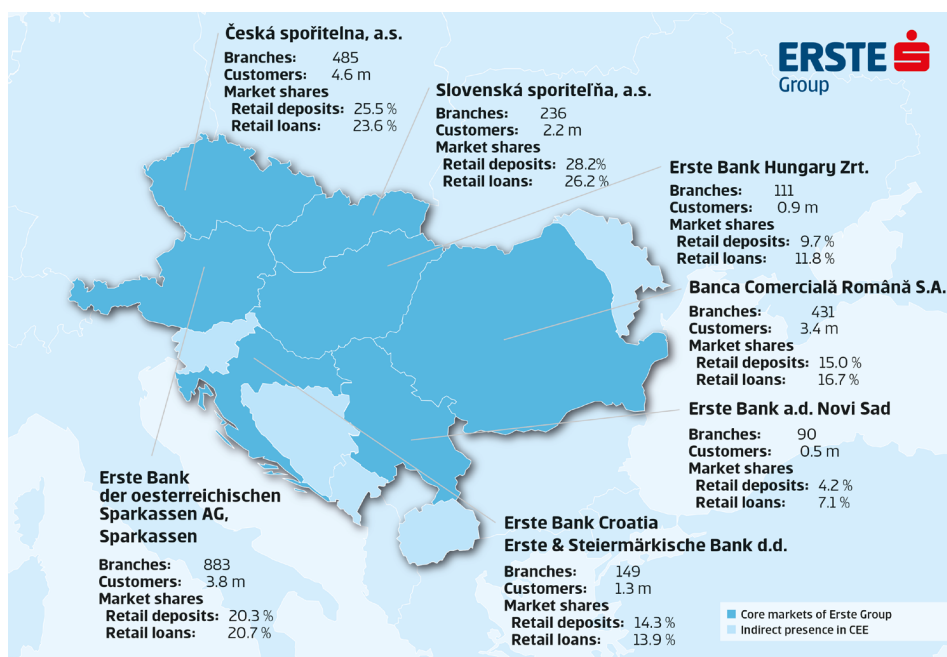 Česká spořitelna, a.s.
Branches: 485
Customers: 4.6 m
Market shares
Retail deposits: 25.5 %
Retail loans: 23.6 %
ERSTE
Group
Slovenská sporiteľňa, a.s.
Branches: 236
Customers: 2.2 m
Market shares
Retail deposits: 28.2%
Retail loans: 26.2 %
Erste Bank Hungary Zrt.
Branches: 111
Customers: 0.9 m
Market shares
Retail deposits: 9.7 %
Retail loans: 11.8 %
Banca Comercială Română S.A.
Branches: 431
Customers: 3.4 m
Market shares
Retail deposits: 15.0 %
Retail loans: 16.7 %
Erste Bank a.d. Novi Sad
Branches: 90
Customers: 0.5 m
Market shares
Retail deposits: 4.2 %
Retail loans: 7.1 %
Erste Bank
der oesterreichischen
Sparkassen AG,
Sparkassen
Branches: 883
Customers: 3.8 m
Market shares
Retail deposits: 20.3 %
Retail loans: 20.7 %
Erste Bank Croatia
Erste & Steiermärkische Bank d.d.
Branches: 149
Customers: 1.3 m
Market shares
Retail deposits: 14.3 %
Retail loans: 13.9 %
Core markets of Erste Group
Indirect presence in CEE